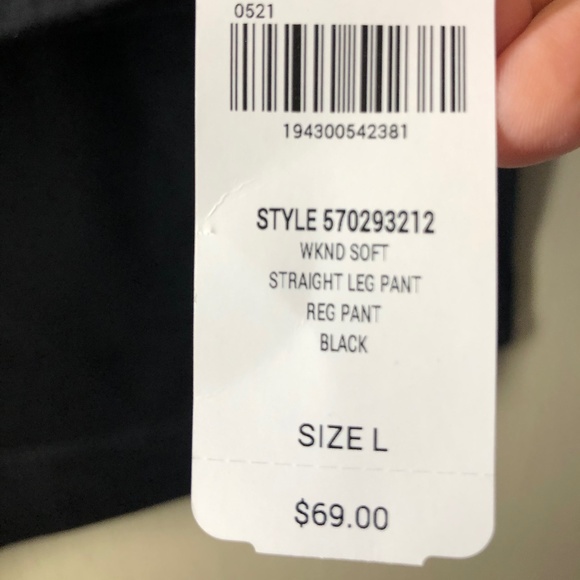 0521
194300542381
STYLE 570293212
WKND SOFT
STRAIGHT LEG PANT
REG PANT
BLACK
SIZE L
$69.00